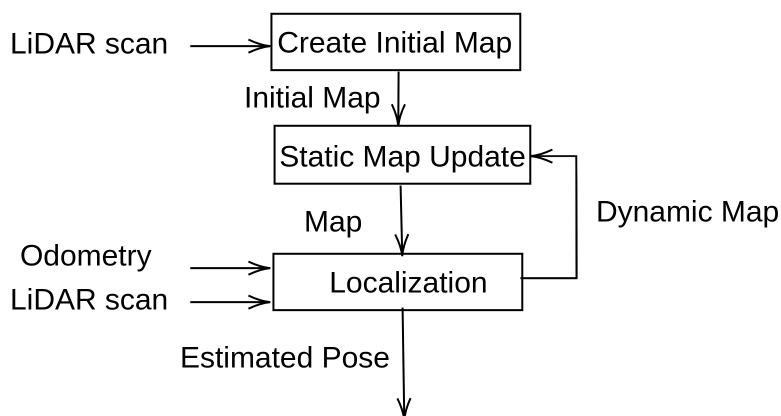 LiDAR scan
Create Initial Map
Initial Map
Static Map Update
Dynamic Map
Map
Odometry
LiDAR scan
Localization
Estimated Pose